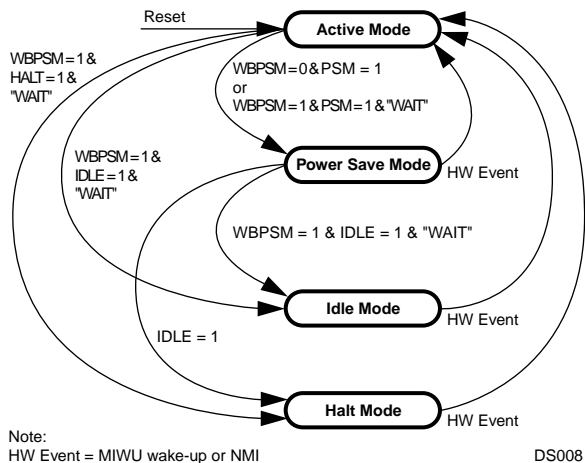 Reset
Active Mode
WBPSM = 1 &
HALT = 1 &
"WAIT"
WBPSM = 0 & PSM = 1
or
WBPSM = 1 & PSM = 1 & "WAIT"
WBPSM = 1 &
IDLE = 1 &
"WAIT"
Power Save Mode
HW Event
WBPSM = 1 & IDLE = 1 & "WAIT"
Idle Mode
HW Event
IDLE = 1
Halt Mode
HW Event
Note:
HW Event = MIWU wake-up or NMI
DS008